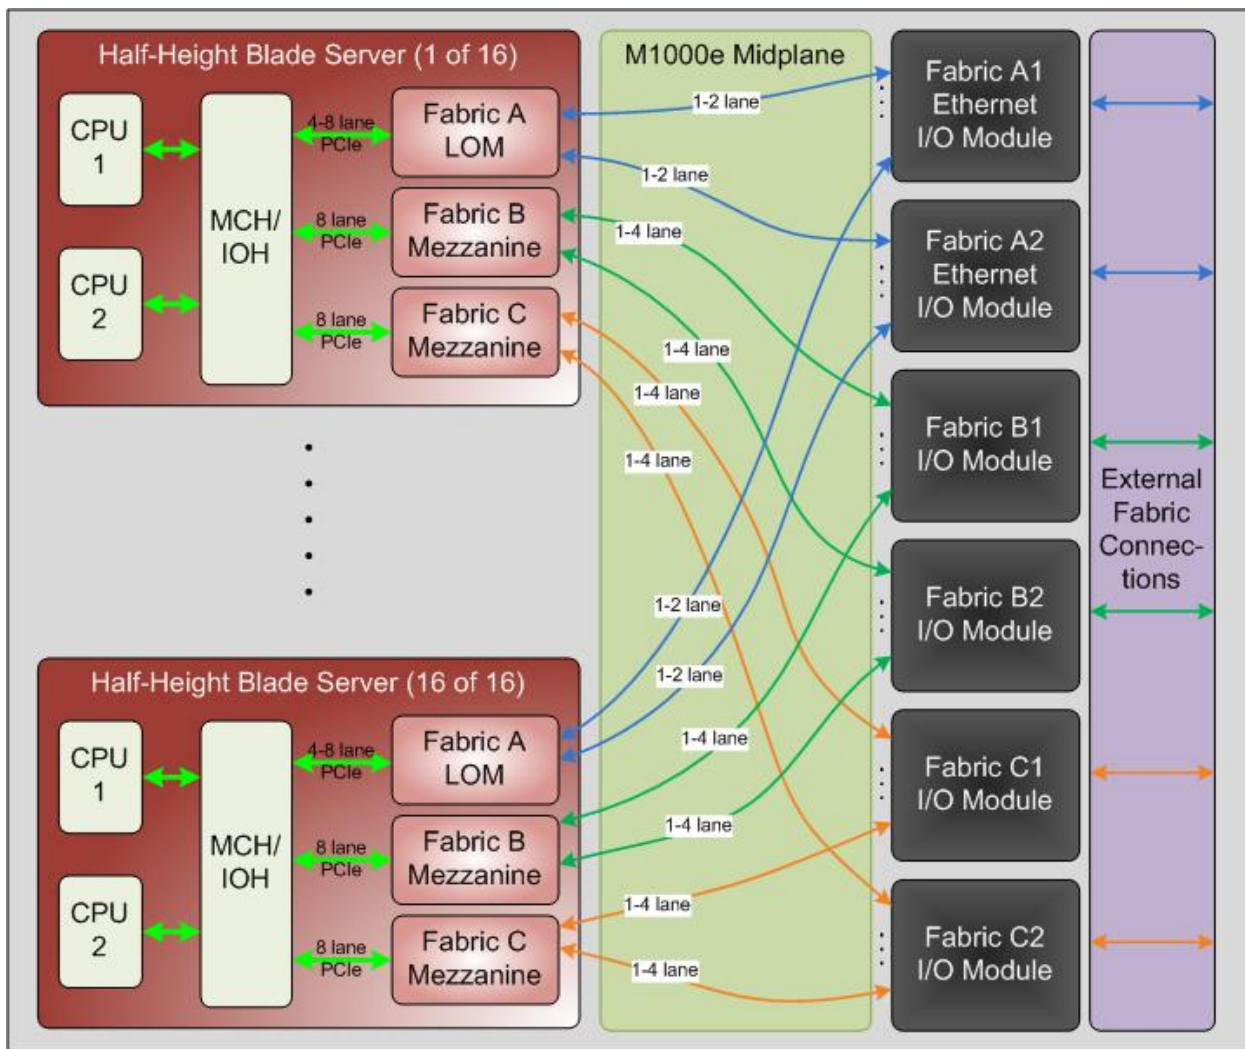 Half-Height Blade Server (1 of 16)
CPU
1
CPU
2
MCH/
IOH
4-8 lane
PCIe
8 lane
PCIe
8 lane
PCIe
Fabric A
LOM
Fabric B
Mezzanine
Fabric C
Mezzanine
Half-Height Blade Server (16 of 16)
CPU
1
CPU
2
MCH/
IOH
4-8 lane
PCIe
8 lane
PCIe
8 lane
PCIe
Fabric A
LOM
Fabric B
Mezzanine
Fabric C
Mezzanine
M1000e Midplane
1-2 lane
1-2 lane
1-4 lane
1-4 lane
1-4 lane
1-4 lane
1-2 lane
1-2 lane
1-4 lane
1-4 lane
1-4 lane
1-4 lane
Fabric A1
Ethernet
I/O Module
Fabric A2
Ethernet
I/O Module
Fabric B1
I/O Module
Fabric B2
I/O Module
Fabric C1
I/O Module
Fabric C2
I/O Module
External
Fabric
Connec-
tions